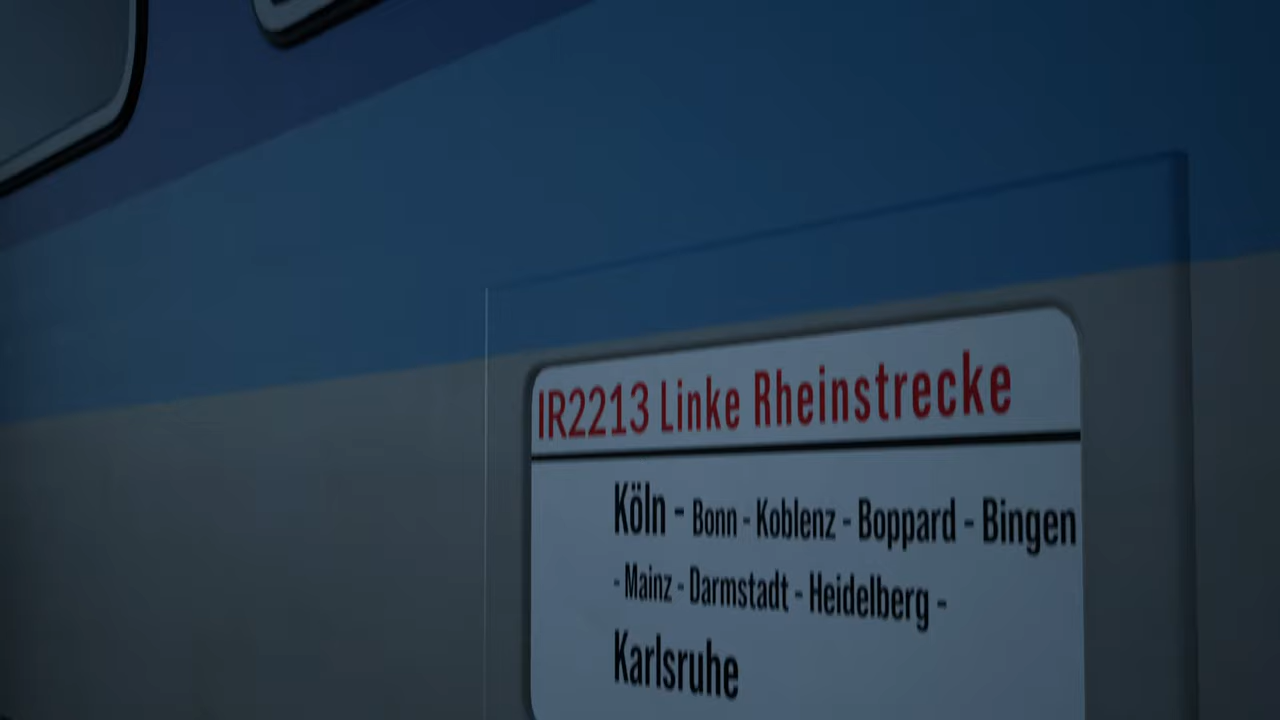 IR2213 Linke Rheinstrecke
Köln - Bonn - Koblenz - Boppard - Bingen
- Mainz - Darmstadt - Heidelberg -
Karlsruhe